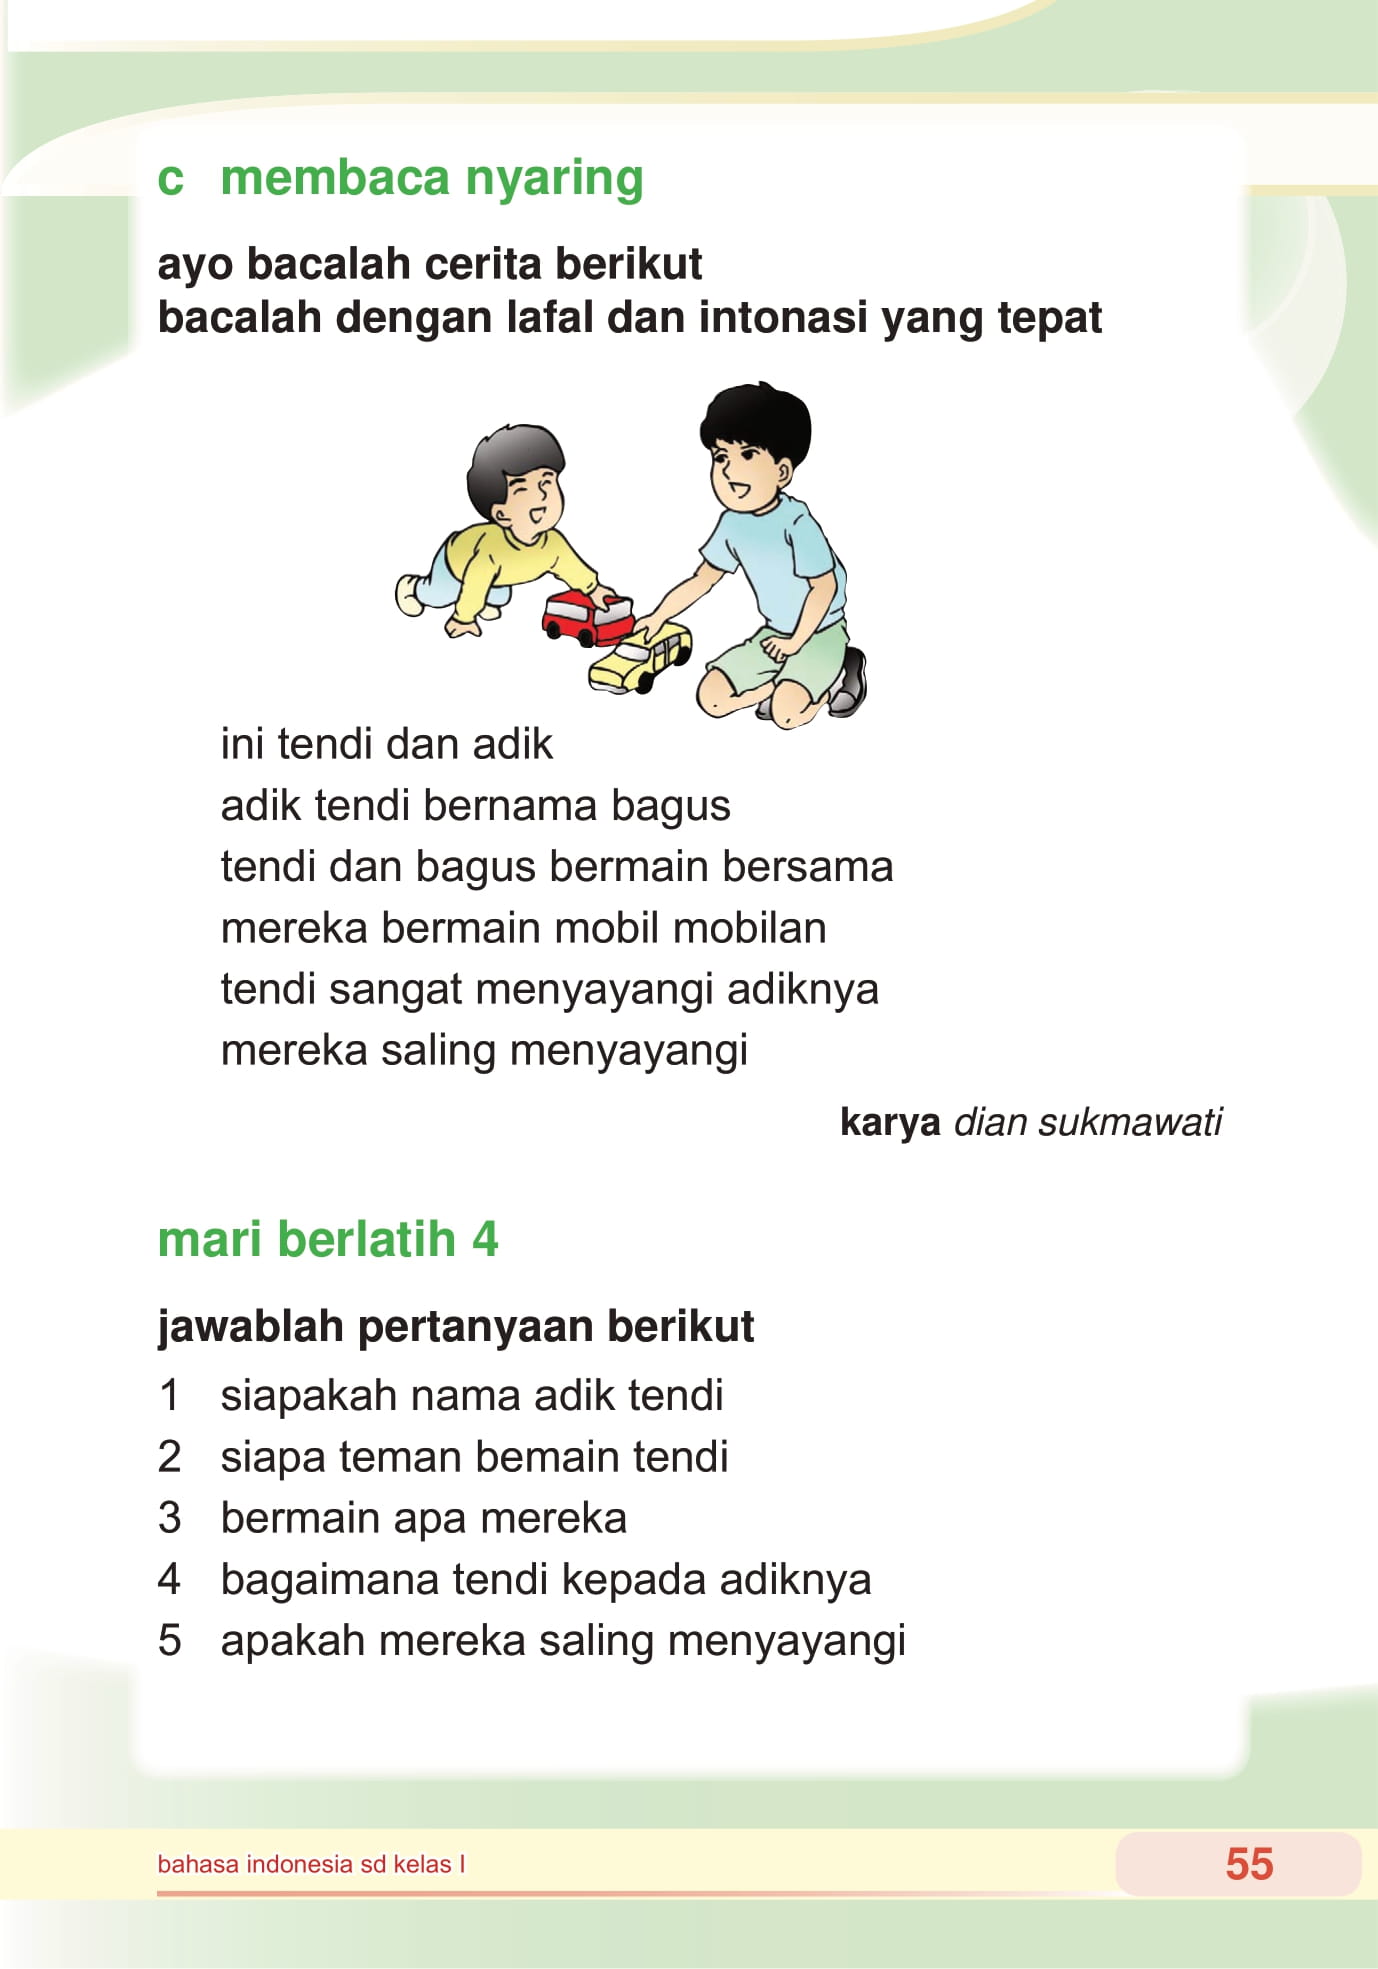 c membaca nyaring
ayo bacalah cerita berikut
bacalah dengan lafal dan intonasi yang tepat
ini tendi dan adik
adik tendi bernama bagus
tendi dan bagus bermain bersama
mereka bermain mobil mobilan
tendi sangat menyayangi adiknya
mereka saling menyayangi
karya dian sukmawati
mari berlatih 4
jawablah pertanyaan berikut
1 siapakah nama adik tendi
2 siapa teman bemain tendi
3 bermain apa mereka
4 bagaimana tendi kepada adiknya
5 apakah mereka saling menyayangi
bahasa indonesia sd kelas I
55